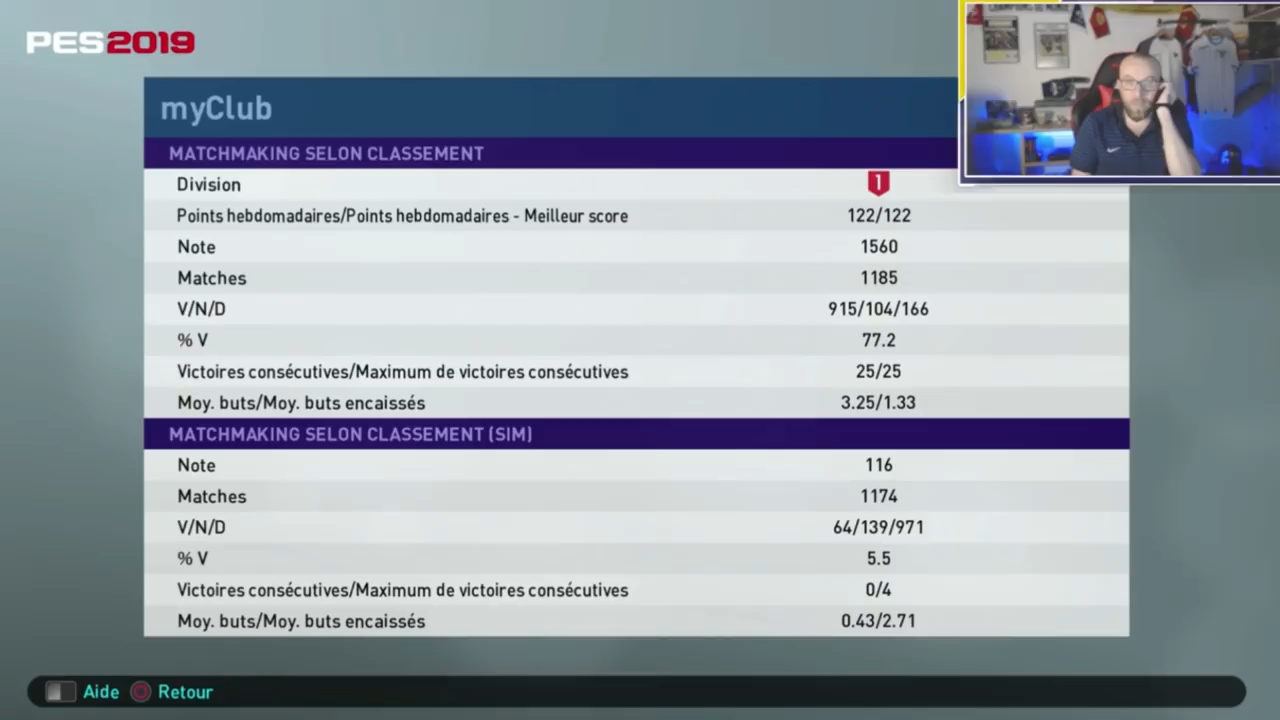 PES2019
myClub
MATCHMAKING SELON CLASSEMENT
Division 1
Points hebdomadaires/Points hebdomadaires - Meilleur score 122/122
Note 1560
Matches 1185
V/N/D 915/104/166
% V 77.2
Victoires consécutives/Maximum de victoires consécutives 25/25
Moy. buts/Moy. buts encaissés 3.25/1.33
MATCHMAKING SELON CLASSEMENT (SIM)
Note 116
Matches 1174
V/N/D 64/139/971
% V 5.5
Victoires consécutives/Maximum de victoires consécutives 0/4
Moy. buts/Moy. buts encaissés 0.43/2.71
Aide Retour